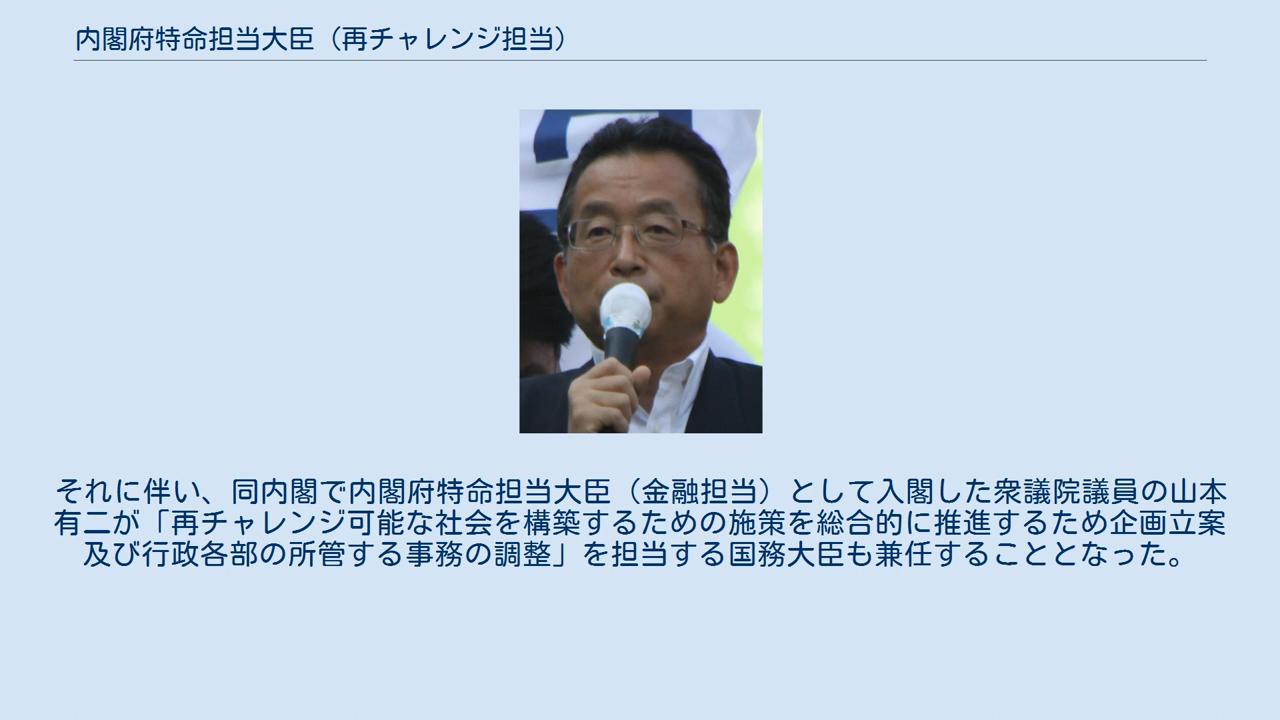 内閣府特命担当大臣（再チャレンジ担当）
それに伴い、同内閣で内閣府特命担当大臣（金融担当）として入閣した衆議院議員の山本
有二が「再チャレンジ可能な社会を構築するための施策を総合的に推進するため企画立案
及び行政各部の所管する事務の調整」を担当する国務大臣も兼任することとなった。